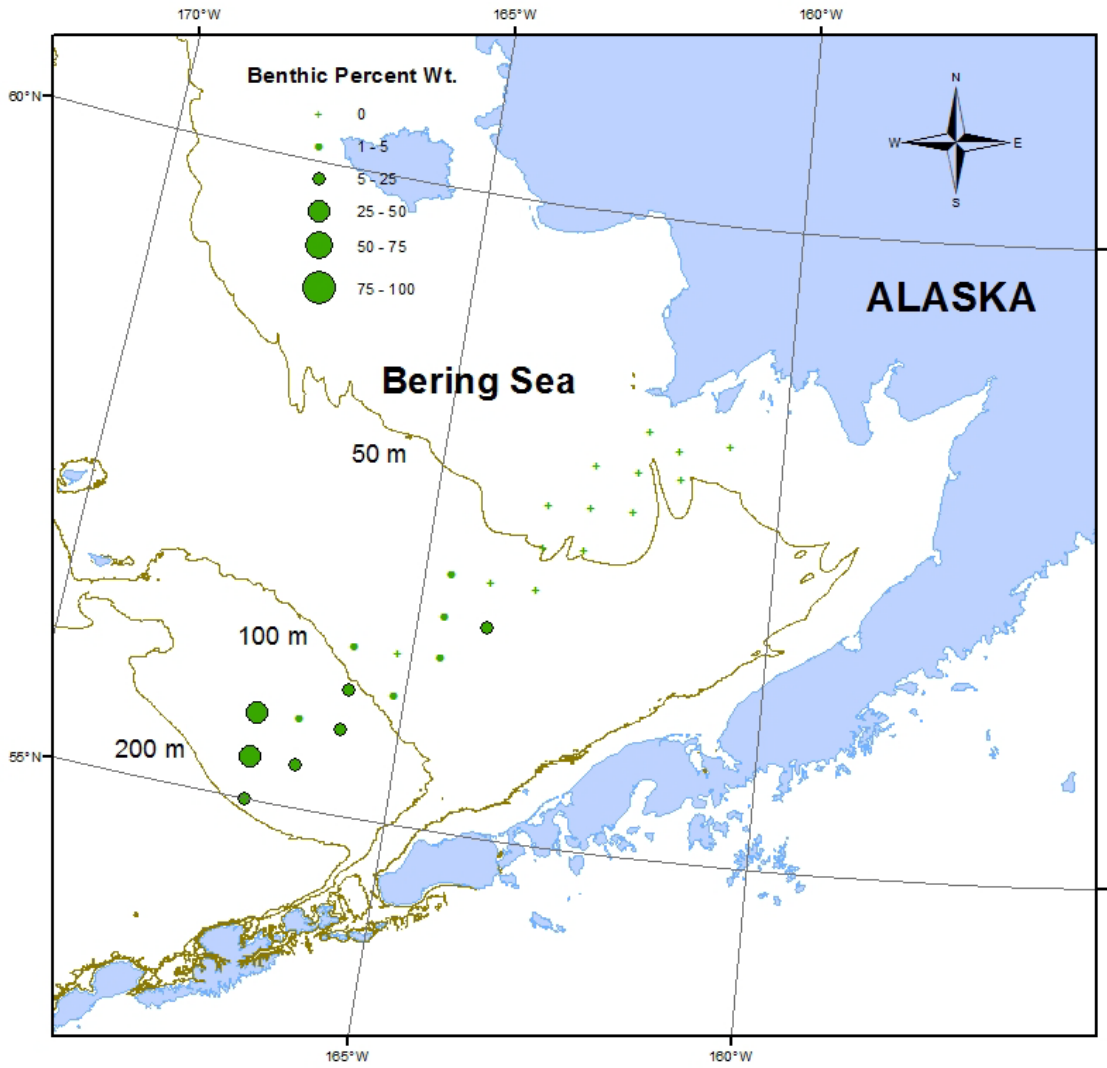 170°W 165°W 160°W
Benthic Percent Wt.
0
1 - 5
5 - 25
25 - 50
50 - 75
75 - 100
N
W E
S
60°N
ALASKA
Bering Sea
50 m
100 m
200 m
55°N
165°W 160°W